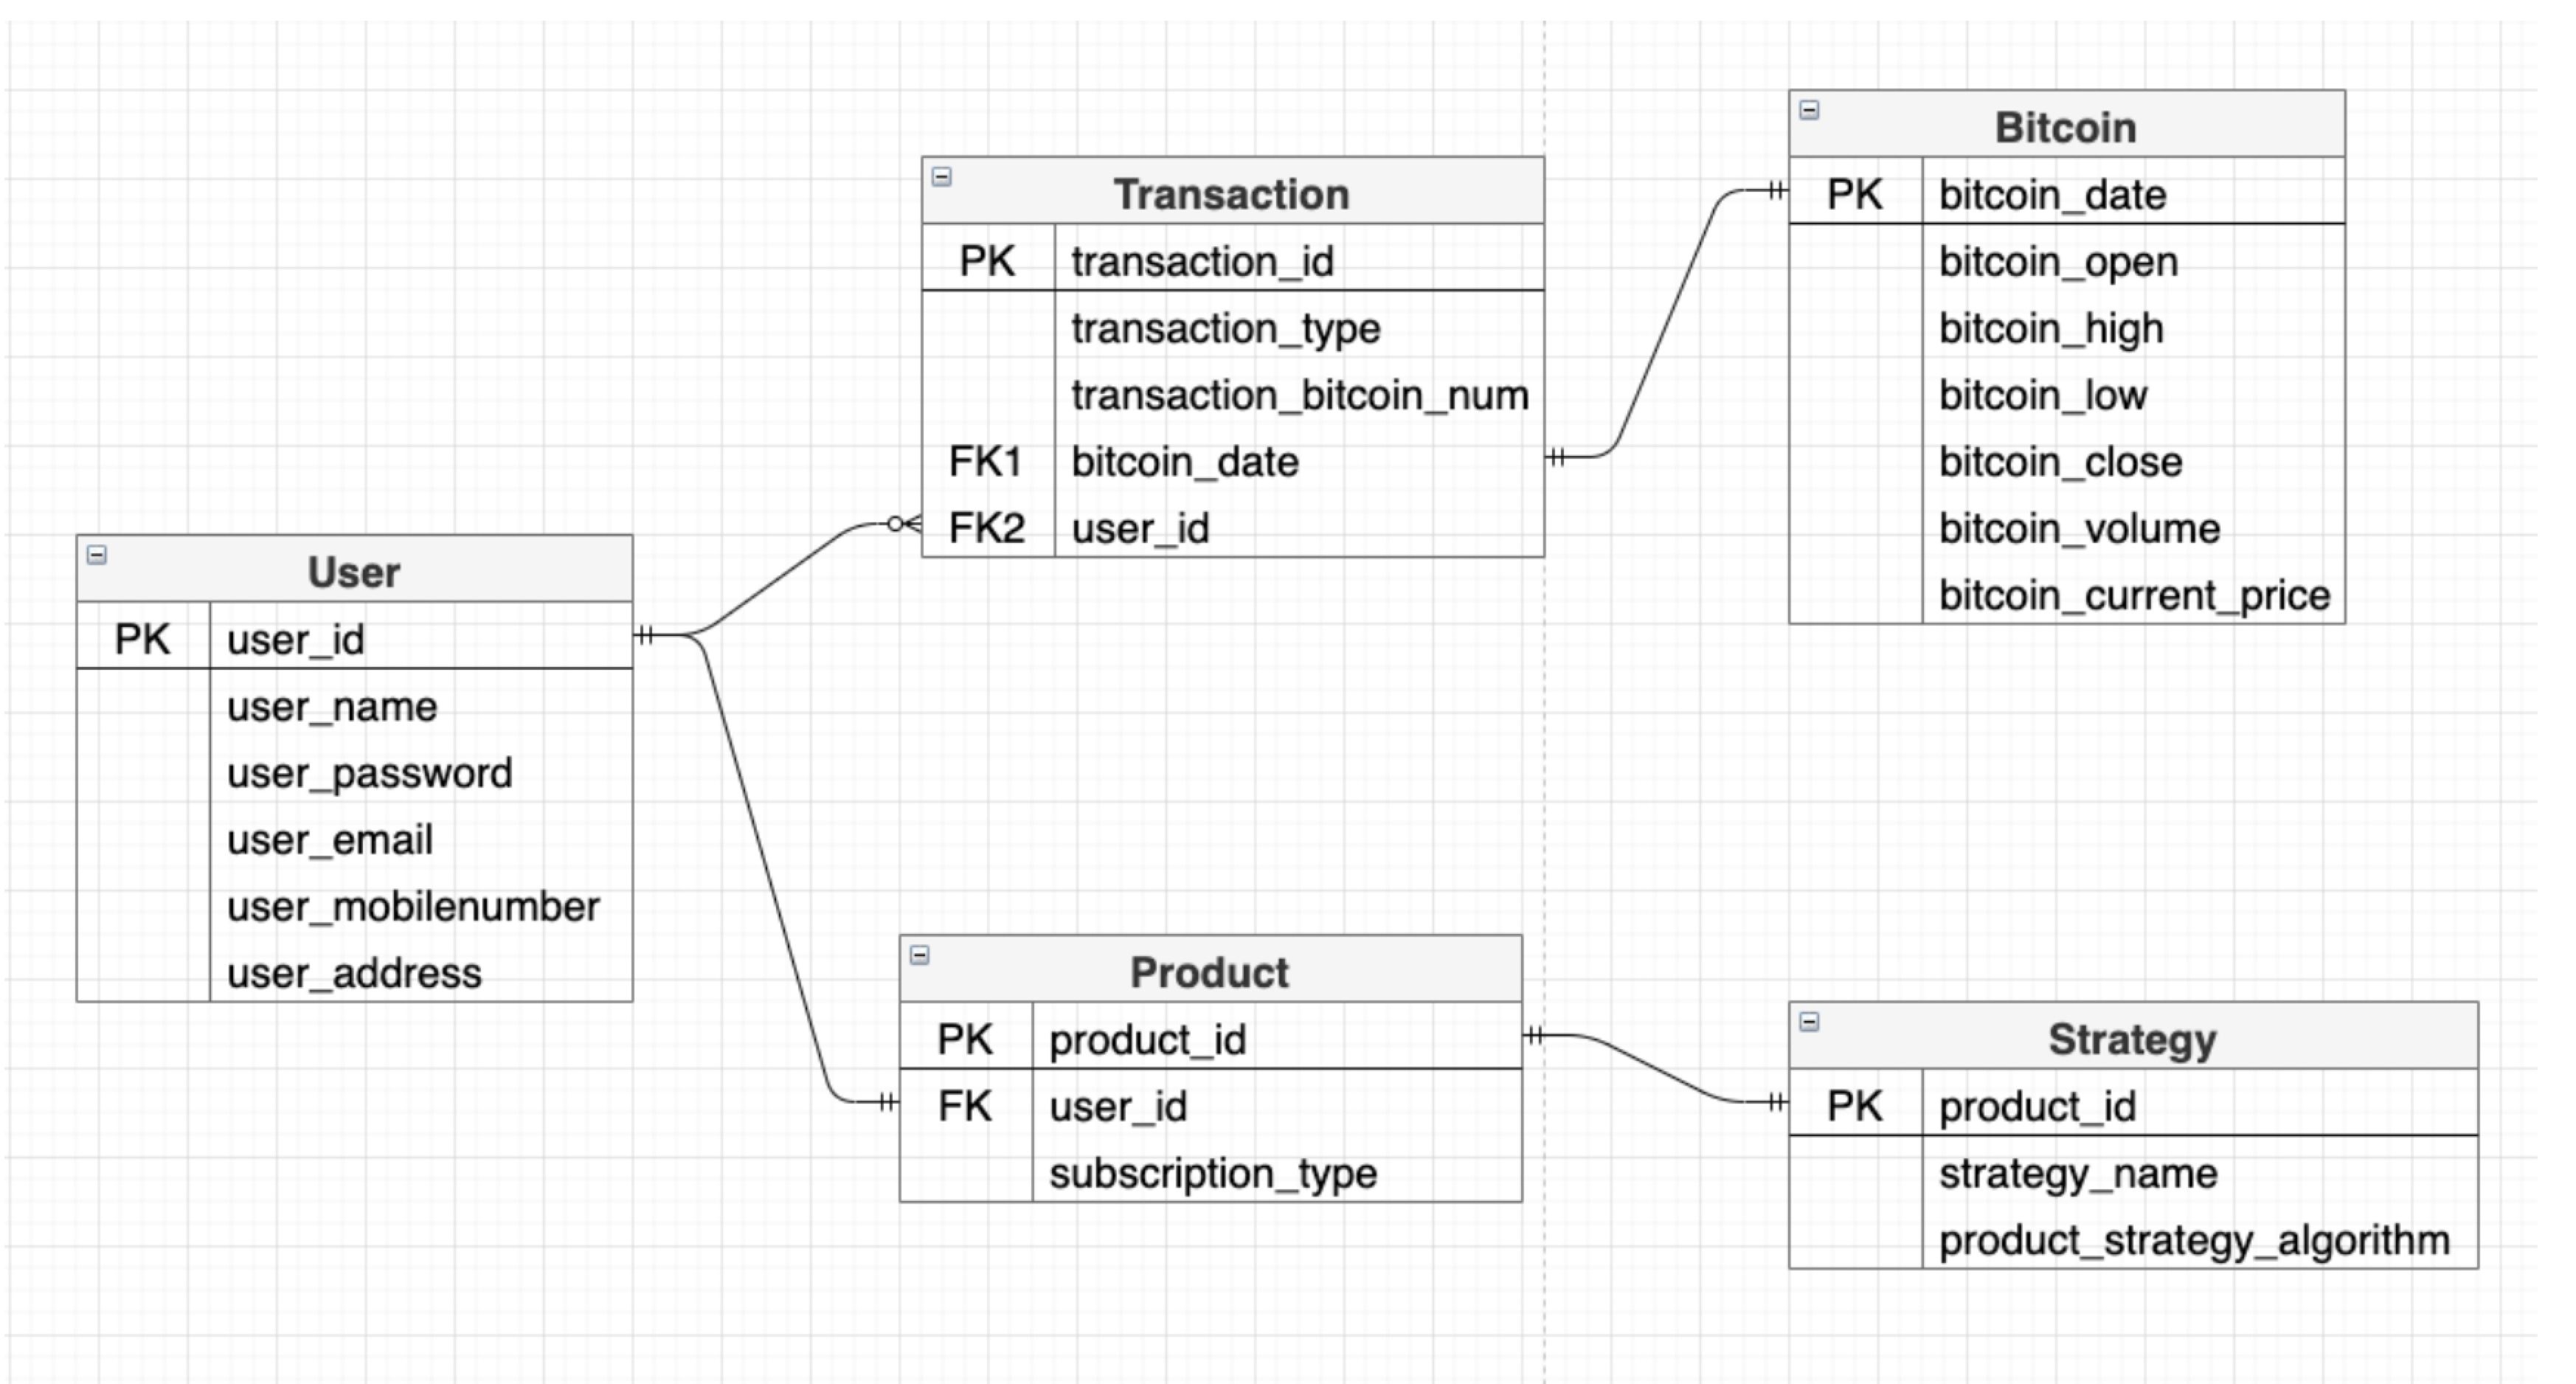 User
PK user_id
user_name
user_password
user_email
user_mobilenumber
user_address
Transaction
PK transaction_id
transaction_type
transaction_bitcoin_num
FK1 bitcoin_date
FK2 user_id
Bitcoin
PK bitcoin_date
bitcoin_open
bitcoin_high
bitcoin_low
bitcoin_close
bitcoin_volume
bitcoin_current_price
Product
PK product_id
FK user_id
subscription_type
Strategy
PK product_id
strategy_name
product_strategy_algorithm